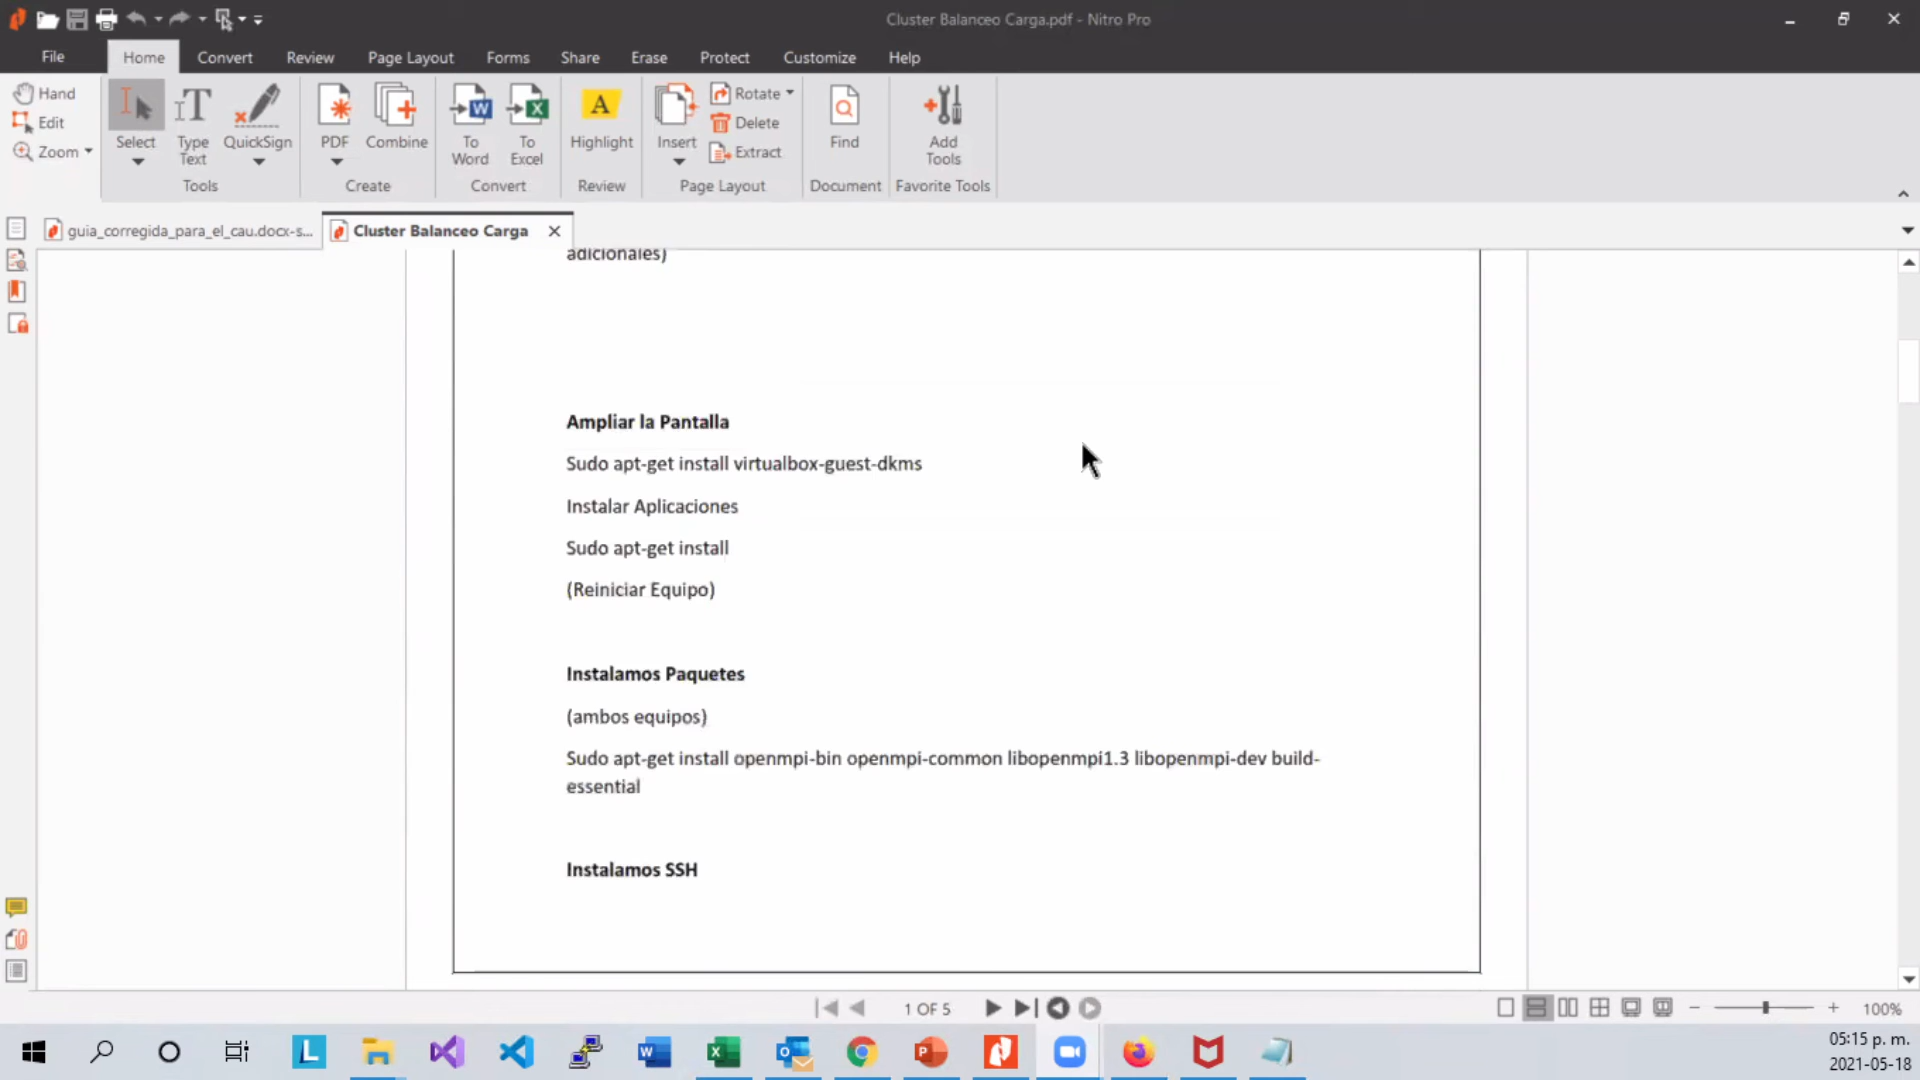 Cluster Balanceo Carga.pdf - Nitro Pro
File Home Convert Review Page Layout Forms Share Erase Protect Customize Help
Hand
Edit
Zoom
Select
Type Text
QuickSign
Tools
PDF
Combine
Create
To Word
To Excel
Convert
Highlight
Review
Insert
Rotate
Delete
Extract
Page Layout
Find
Document
Add Tools
Favorite Tools
guia_corregida_para_el_cau.docx-s...
Cluster Balanceo Carga
adicionales)
Ampliar la Pantalla
Sudo apt-get install virtualbox-guest-dkms
Instalar Aplicaciones
Sudo apt-get install
(Reiniciar Equipo)
Instalamos Paquetes
(ambos equipos)
Sudo apt-get install openmpi-bin openmpi-common libopenmpi1.3 libopenmpi-dev build-
essential
Instalamos SSH
1 OF 5
100%
05:15 p. m.
2021-05-18